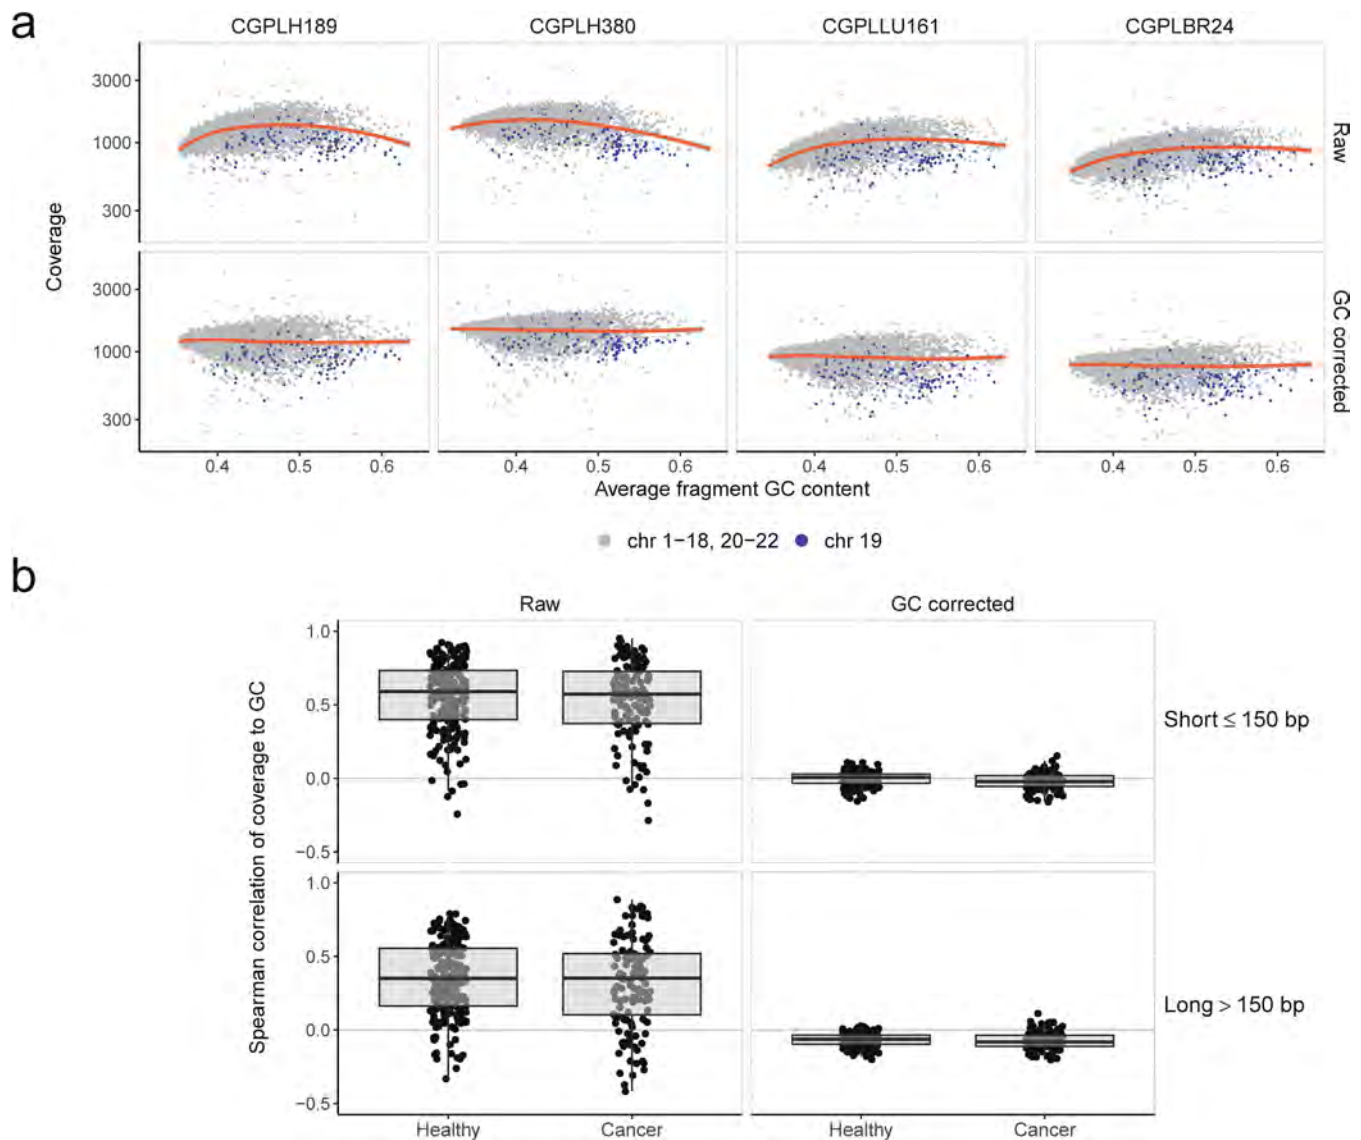 a
CGPLH189 CGPLH380 CGPLLU161 CGPLBR24
3000
1000
300
Raw
Coverage
3000
1000
300
GC corrected
0.4 0.5 0.6 0.4 0.5 0.6 0.4 0.5 0.6 0.4 0.5 0.6
Average fragment GC content
chr 1−18, 20−22 chr 19
b
Raw GC corrected
Spearman correlation of coverage to GC
1.0
0.5
0.0
−0.5
Short ≤ 150 bp
1.0
0.5
0.0
−0.5
Long > 150 bp
Healthy Cancer Healthy Cancer